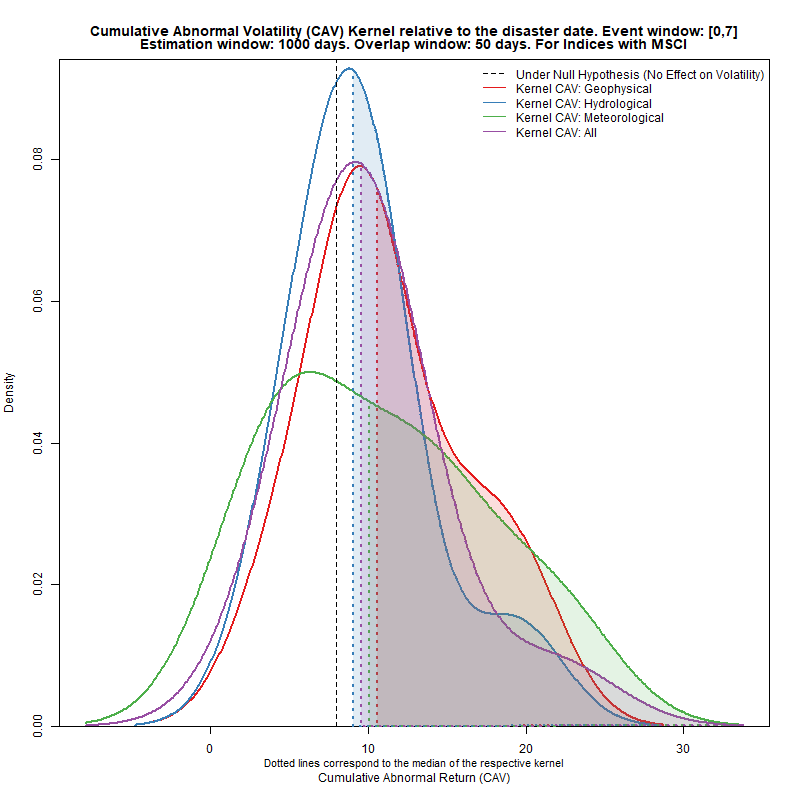 Cumulative Abnormal Volatility (CAV) Kernel relative to the disaster date. Event window: [0,7]
Estimation window: 1000 days. Overlap window: 50 days. For Indices with MSCI
Under Null Hypothesis (No Effect on Volatility)
Kernel CAV: Geophysical
Kernel CAV: Hydrological
Kernel CAV: Meteorological
Kernel CAV: All
Density
0.08
0.06
0.04
0.02
0.00
0 10 20 30
Dotted lines correspond to the median of the respective kernel
Cumulative Abnormal Return (CAV)